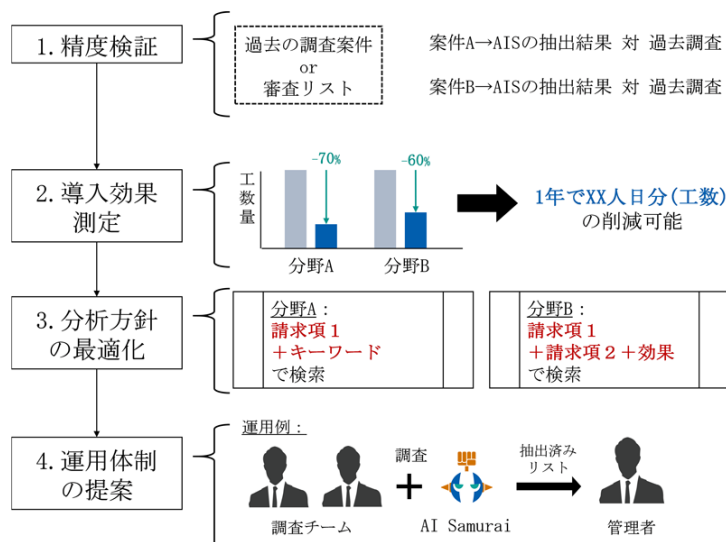 1.精度検証
過去の調査案件
or
審査リスト
案件A→AISの抽出結果 対 過去調査
案件B→AISの抽出結果 対 過去調査
2.導入効果
測定
工数量
-70%
-60%
分野A
分野B
1年でXX人日分(工数)
の削減可能
3.分析方針
の最適化
分野A：
請求項1
＋キーワード
で検索
分野B：
請求項1
＋請求項2＋効果
で検索
4.運用体制
の提案
運用例：
調査チーム
調査
AI Samurai
抽出済み
リスト
管理者